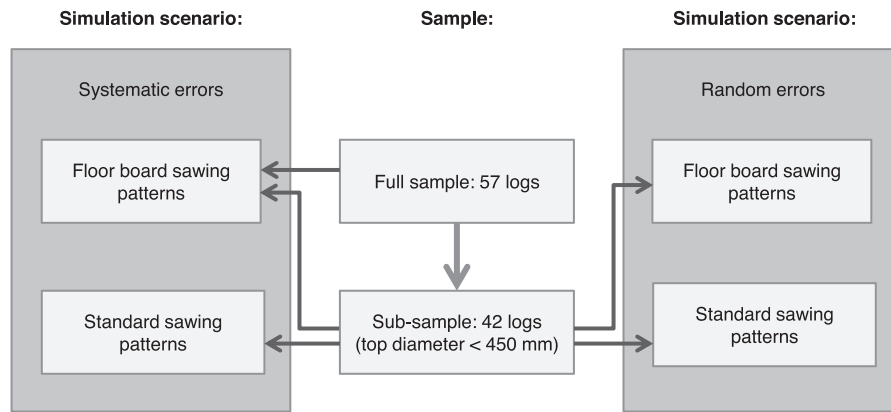 Simulation scenario:
Sample:
Simulation scenario:
Systematic errors
Random errors
Floor board sawing
patterns
Full sample: 57 logs
Floor board sawing
patterns
Standard sawing
patterns
Sub-sample: 42 logs
(top diameter < 450 mm)
Standard sawing
patterns